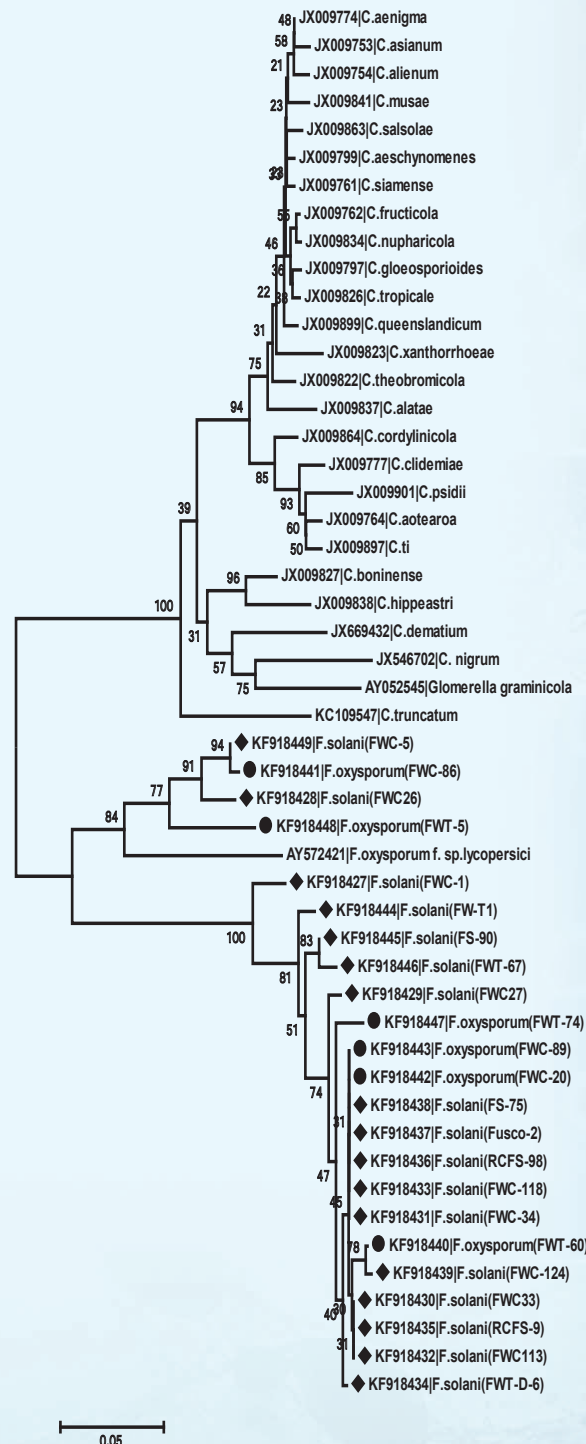 48
JX009774|C.aenigma
58
JX009753|C.asianum
21
JX009754|C.alienum
23
JX009841|C.musae
JX009863|C.salsolae
JX009799|C.aeschynomenes
JX009761|C.siamense
55
JX009762|C.fructicola
46
JX009834|C.nupharicola
36
JX009797|C.gloeosporioides
22
38
JX009826|C.tropicale
31
JX009899|C.queenslandicum
JX009823|C.xanthorrhoeae
75
JX009822|C.theobromicola
94
JX009837|C.alatae
JX009864|C.cordylinicola
85
JX009777|C.clidemiae
93
JX009901|C.psidii
39
60
JX009764|C.aotearoa
50
JX009897|C.ti
96
JX009827|C.boninense
100
JX009838|C.hippeastri
31
JX669432|C.dematium
57
JX546702|C. nigrum
75
AY052545|Glomerella graminicola
KC109547|C.truncatum
94
KF918449|F.solani(FWC-5)
91
KF918441|F.oxysporum(FWC-86)
77
KF918428|F.solani(FWC26)
84
KF918448|F.oxysporum(FWT-5)
AY572421|F.oxysporum f. sp.lycopersici
KF918427|F.solani(FWC-1)
100
KF918444|F.solani(FW-T1)
83
KF918445|F.solani(FS-90)
81
KF918446|F.solani(FWT-67)
KF918429|F.solani(FWC27)
51
KF918447|F.oxysporum(FWT-74)
KF918443|F.oxysporum(FWC-89)
74
KF918442|F.oxysporum(FWC-20)
KF918438|F.solani(FS-75)
31
KF918437|F.solani(Fusco-2)
47
KF918436|F.solani(RCFS-98)
KF918433|F.solani(FWC-118)
45
KF918431|F.solani(FWC-34)
78
KF918440|F.oxysporum(FWT-60)
KF918439|F.solani(FWC-124)
KF918430|F.solani(FWC33)
40
30
KF918435|F.solani(RCFS-9)
31
KF918432|F.solani(FWC113)
KF918434|F.solani(FWT-D-6)
0.05